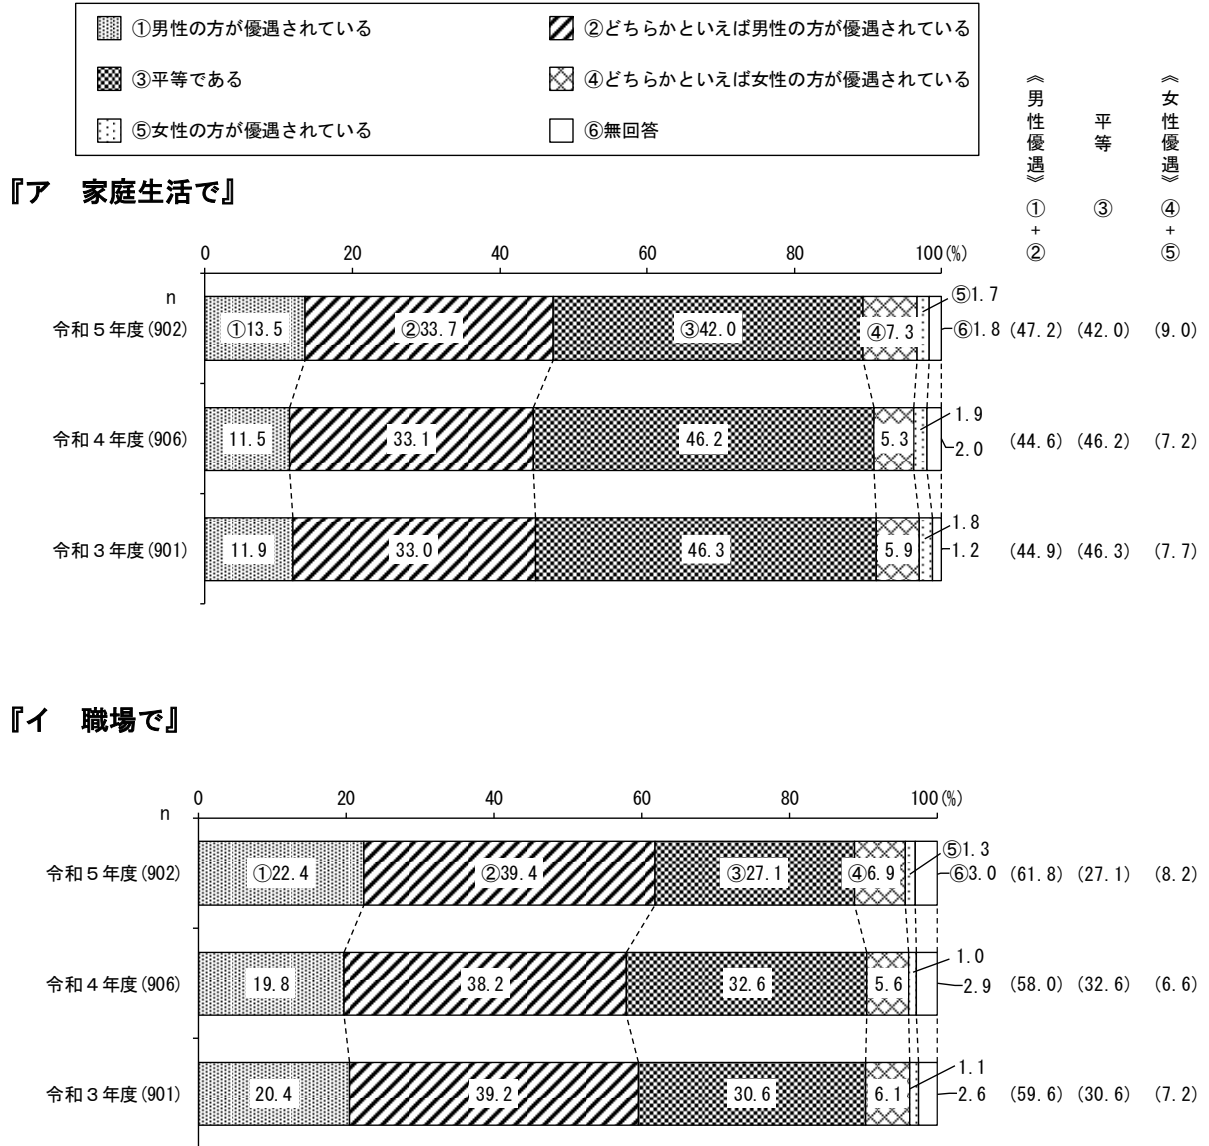 ①男性の方が優遇されている ②どちらかといえば男性の方が優遇されている
③平等である ④どちらかといえば女性の方が優遇されている
⑤女性の方が優遇されている ⑥無回答
《男性優遇》①+②
平等 ③
《女性優遇》④+⑤
『ア 家庭生活で』
0 20 40 60 80 100(%)
n
令和5年度(902) ①13.5 ②33.7 ③42.0 ④7.3 ⑤1.7 ⑥1.8 (47.2) (42.0) (9.0)
令和4年度(906) 11.5 33.1 46.2 5.3 1.9 2.0 (44.6) (46.2) (7.2)
令和3年度(901) 11.9 33.0 46.3 5.9 1.8 1.2 (44.9) (46.3) (7.7)
『イ 職場で』
0 20 40 60 80 100(%)
n
令和5年度(902) ①22.4 ②39.4 ③27.1 ④6.9 ⑤1.3 ⑥3.0 (61.8) (27.1) (8.2)
令和4年度(906) 19.8 38.2 32.6 5.6 1.0 2.9 (58.0) (32.6) (6.6)
令和3年度(901) 20.4 39.2 30.6 6.1 1.1 2.6 (59.6) (30.6) (7.2)